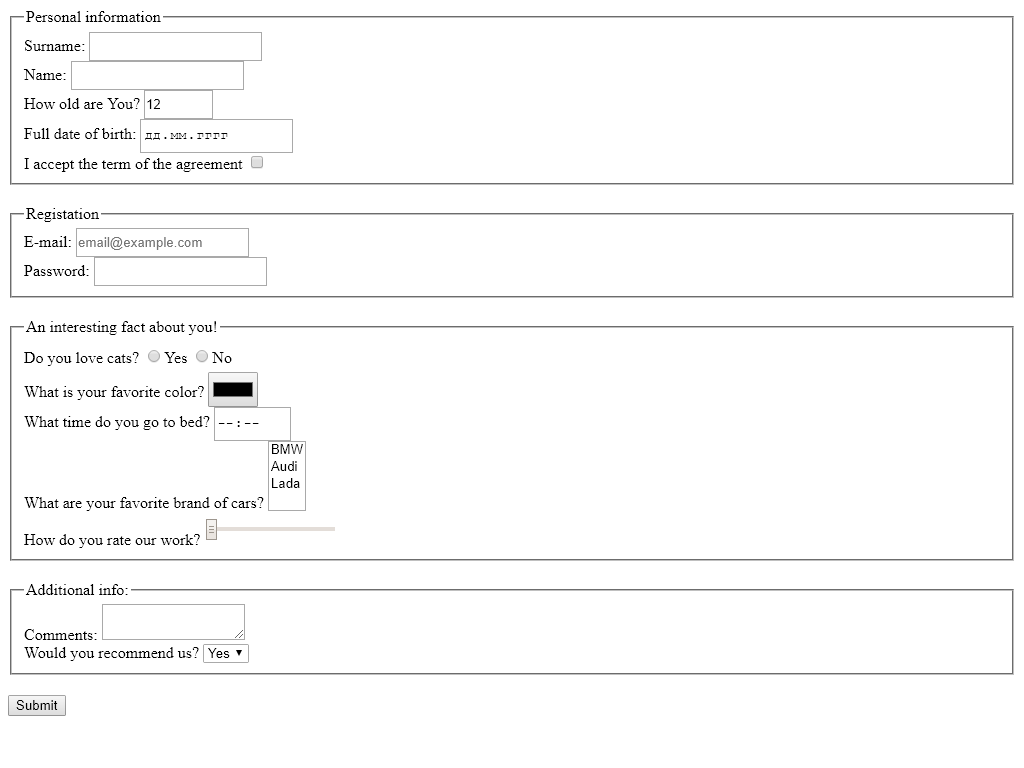 Personal information
Surname:
Name:
How old are You? 12
Full date of birth: дд.мм.гггг
I accept the term of the agreement
Registation
E-mail: email@example.com
Password:
An interesting fact about you!
Do you love cats? Yes No
What is your favorite color?
What time do you go to bed? --:--
BMW
Audi
Lada
What are your favorite brand of cars?
How do you rate our work?
Additional info:
Comments:
Would you recommend us? Yes
Submit